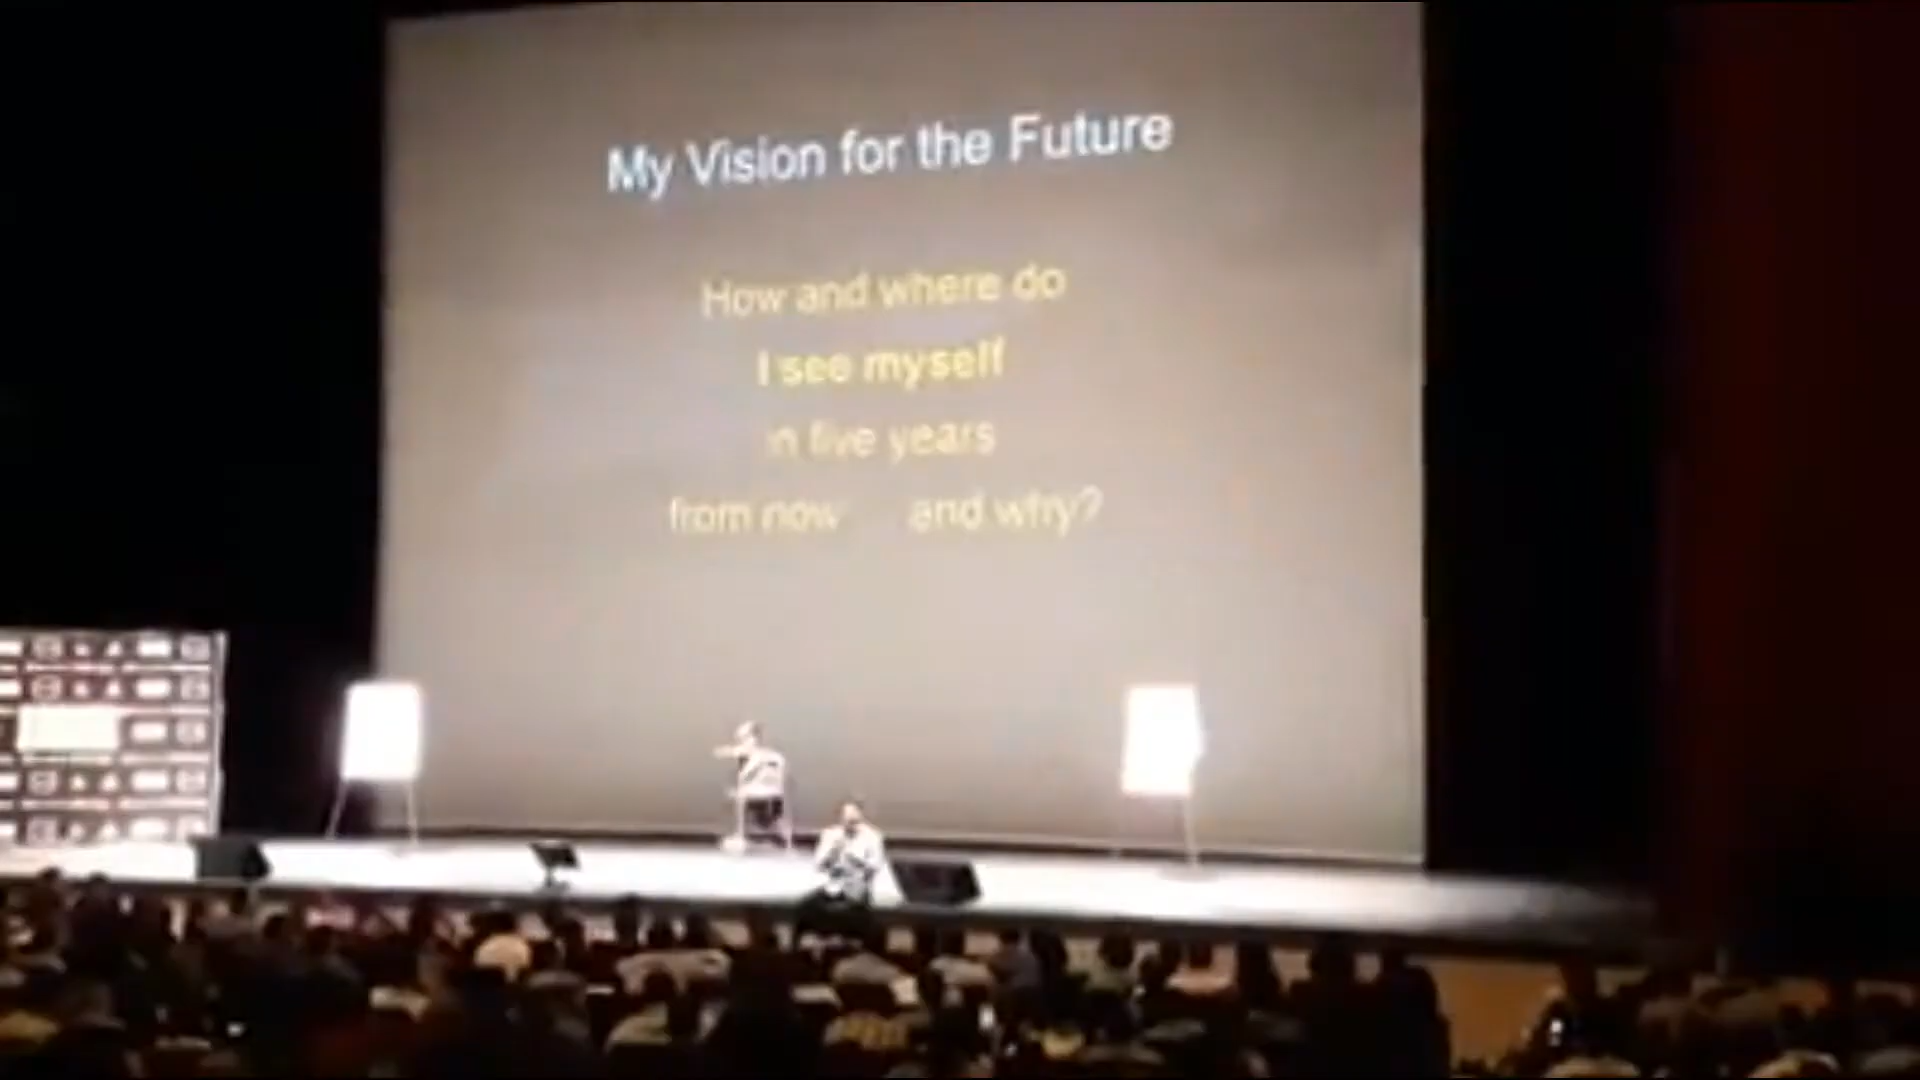 My Vision for the Future
How and where do
I see myself
in five years
from now and why?